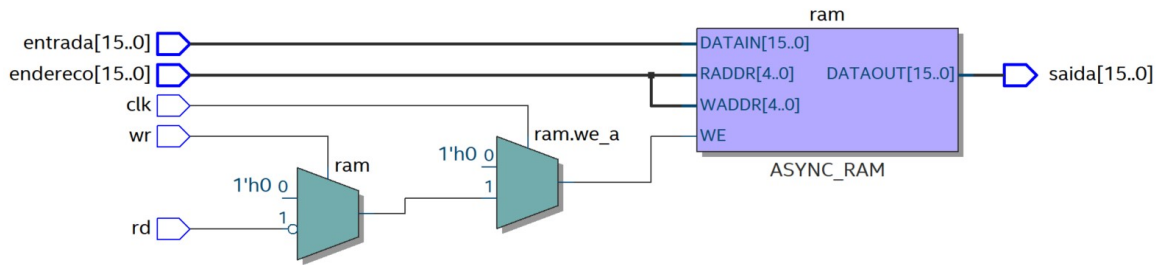 ram
entrada[15..0]
DATAIN[15..0]
endereco[15..0]
RADDR[4..0]
DATAOUT[15..0]
saida[15..0]
clk
WADDR[4..0]
wr
ram.we_a
WE
1'h0 0
ram
ASYNC_RAM
1'h0 0
1
1
rd